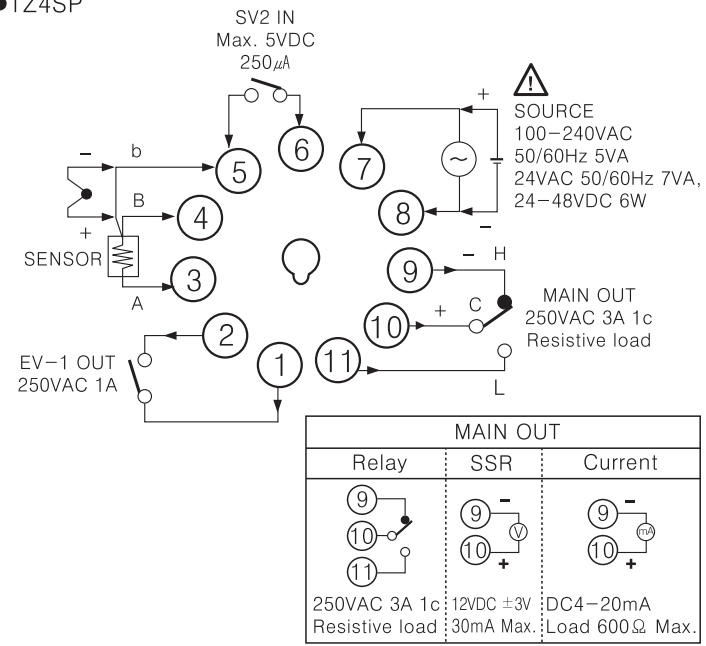 ●TZ4SP
SV2 IN
Max. 5VDC
250µA
SOURCE
100-240VAC
50/60Hz 5VA
24VAC 50/60Hz 7VA,
24-48VDC 6W
+
-
~
!
5
6
7
8
- b
B
+
SENSOR
A
4
3
2
1
9
10
11
- H
+ C
L
MAIN OUT
250VAC 3A 1c
Resistive load
EV-1 OUT
250VAC 1A
MAIN OUT
Relay SSR Current
9
10
11
9 -
V
10 +
9 -
mA
10 +
250VAC 3A 1c
Resistive load
12VDC ±3V
30mA Max.
DC4-20mA
Load 600Ω Max.